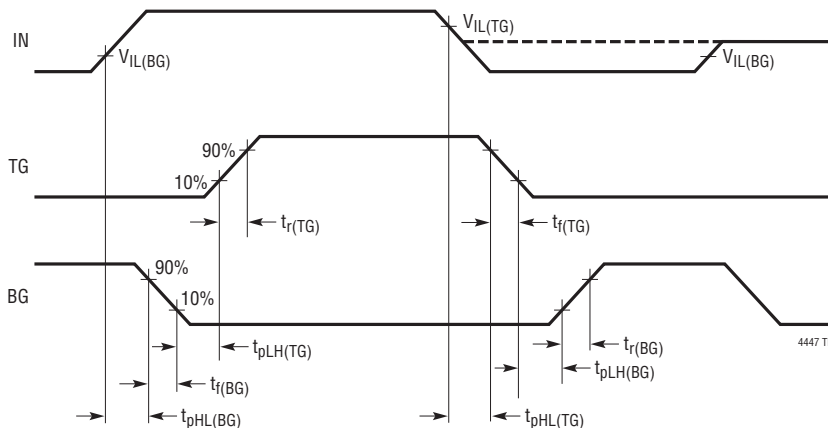 IN
V_IL(BG)
V_IL(TG)
V_IL(BG)
TG
90%
10%
t_r(TG)
t_f(TG)
BG
90%
10%
t_pLH(TG)
t_f(BG)
t_pHL(BG)
t_r(BG)
t_pLH(BG)
t_pHL(TG)
4447 T